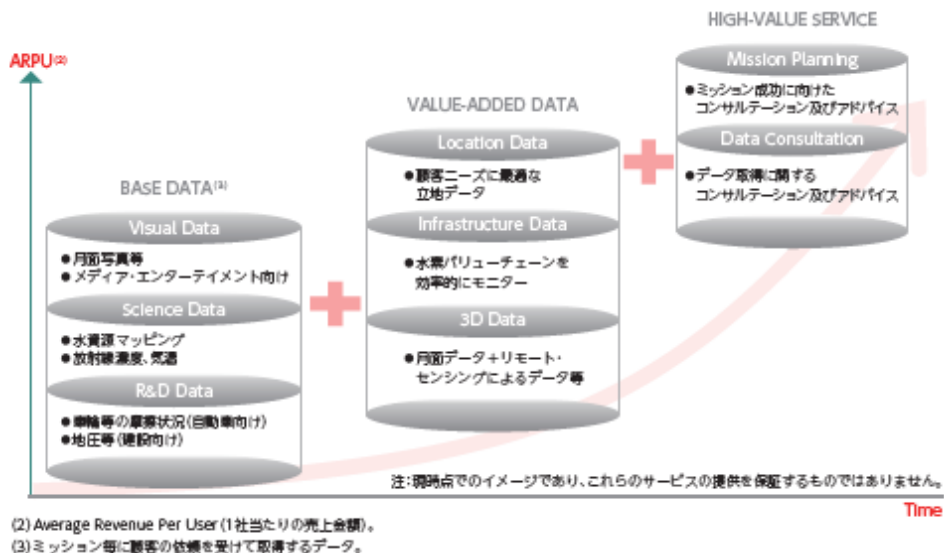 HIGH-VALUE SERVICE
ARPU(2)
Mission Planning
●ミッション成功に向けた
コンサルテーション及びアドバイス
VALUE-ADDED DATA
Location Data
Data Consultation
●顧客ニーズに最適な
立地データ
●データ取得に関する
コンサルテーション及びアドバイス
BASE DATA(3)
Visual Data
Infrastructure Data
●月面写真等
●メディア・エンターテイメント向け
●水素バリューチェーンを
効率的にモニター
Science Data
3D Data
●水資源マッピング
●放射線濃度、気温
●月面データ+リモート・
センシングによるデータ等
R&D Data
●車輪等の摩擦状況(自動車向け)
●地圧等(建設向け)
注:現時点でのイメージであり、これらのサービスの提供を保証するものではありません。
Time
(2) Average Revenue Per User(1社当たりの売上金額)。
(3)ミッション毎に顧客の依頼を受けて取得するデータ。